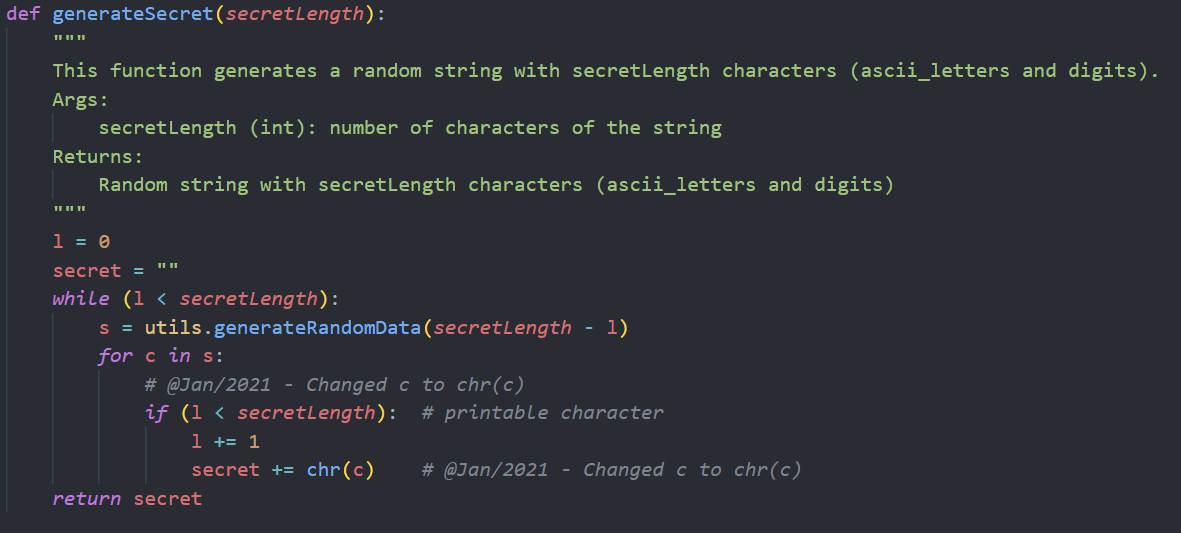 def generateSecret(secretLength):
    """
    This function generates a random string with secretLength characters (ascii_letters and digits).
    Args:
        secretLength (int): number of characters of the string
    Returns:
        Random string with secretLength characters (ascii_letters and digits)
    """
    l = 0
    secret = ""
    while (l < secretLength):
        s = utils.generateRandomData(secretLength - l)
        for c in s:
            # @Jan/2021 - Changed c to chr(c)
            if (l < secretLength):  # printable character
                l += 1
                secret += chr(c)    # @Jan/2021 - Changed c to chr(c)
    return secret